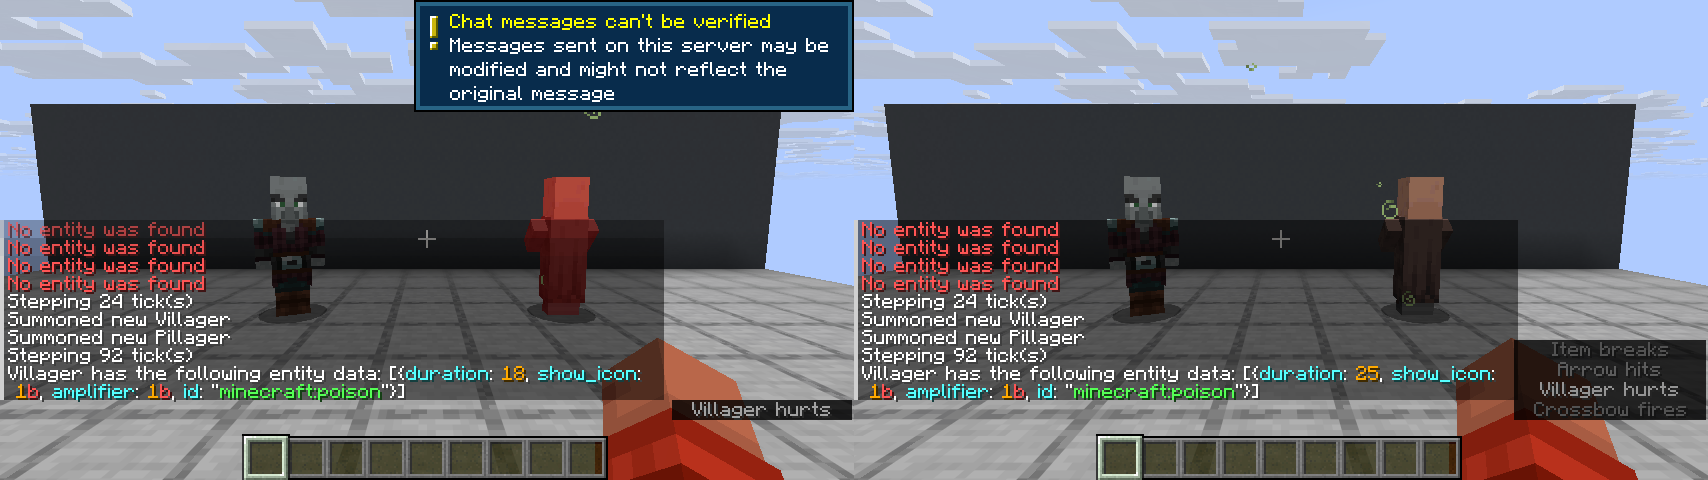 Chat messages can't be verified
Messages sent on this server may be
modified and might not reflect the
original message
No entity was found
No entity was found
No entity was found
No entity was found
Stepping 24 tick(s)
Summoned new Villager
Summoned new Pillager
Stepping 92 tick(s)
Villager has the following entity data: [{duration: 18, show_icon:
1b, amplifier: 1b, id: "minecraft:poison"}]
Villager hurts
No entity was found
No entity was found
No entity was found
No entity was found
Stepping 24 tick(s)
Summoned new Villager
Summoned new Pillager
Stepping 92 tick(s)
Villager has the following entity data: [{duration: 25, show_icon:
1b, amplifier: 1b, id: "minecraft:poison"}]
Item breaks
Arrow hits
Villager hurts
Crossbow fires